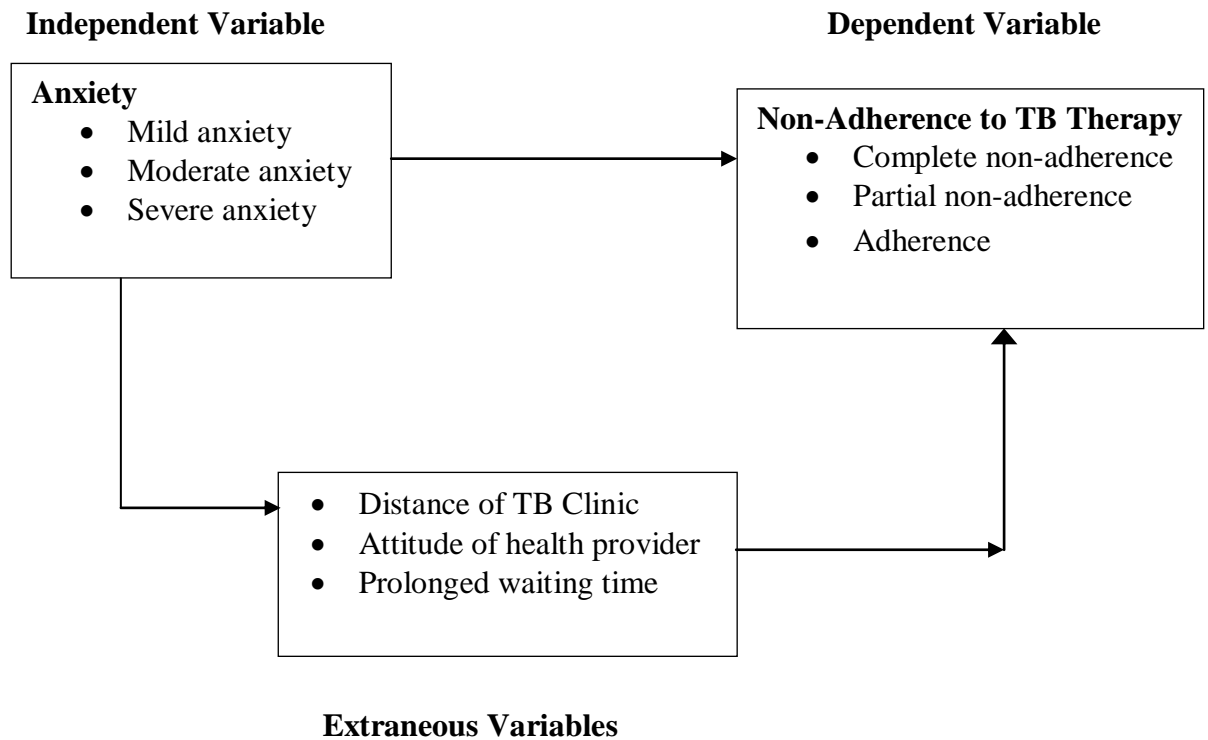 Independent Variable
Dependent Variable
Anxiety
• Mild anxiety
• Moderate anxiety
• Severe anxiety
Non-Adherence to TB Therapy
• Complete non-adherence
• Partial non-adherence
• Adherence
• Distance of TB Clinic
• Attitude of health provider
• Prolonged waiting time
Extraneous Variables